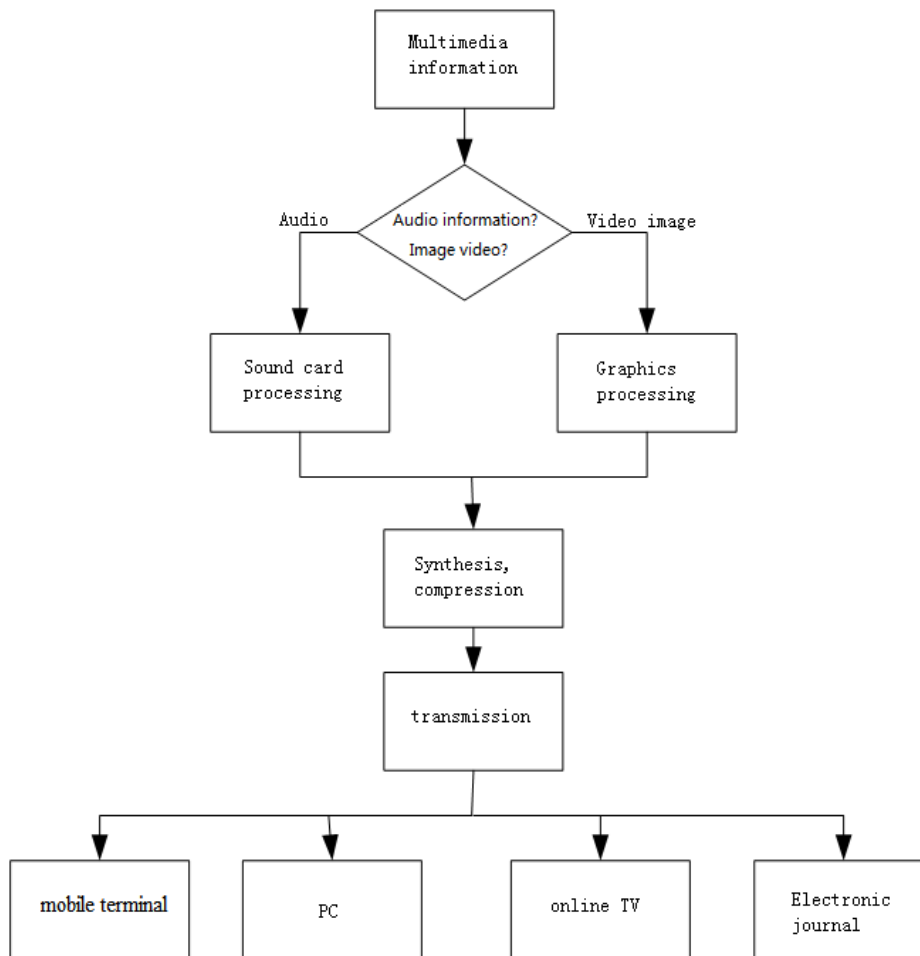 Multimedia
information
Audio
Audio information?
Image video?
Video image
Sound card
processing
Graphics
processing
Synthesis,
compression
transmission
mobile terminal
PC
online TV
Electronic
journal